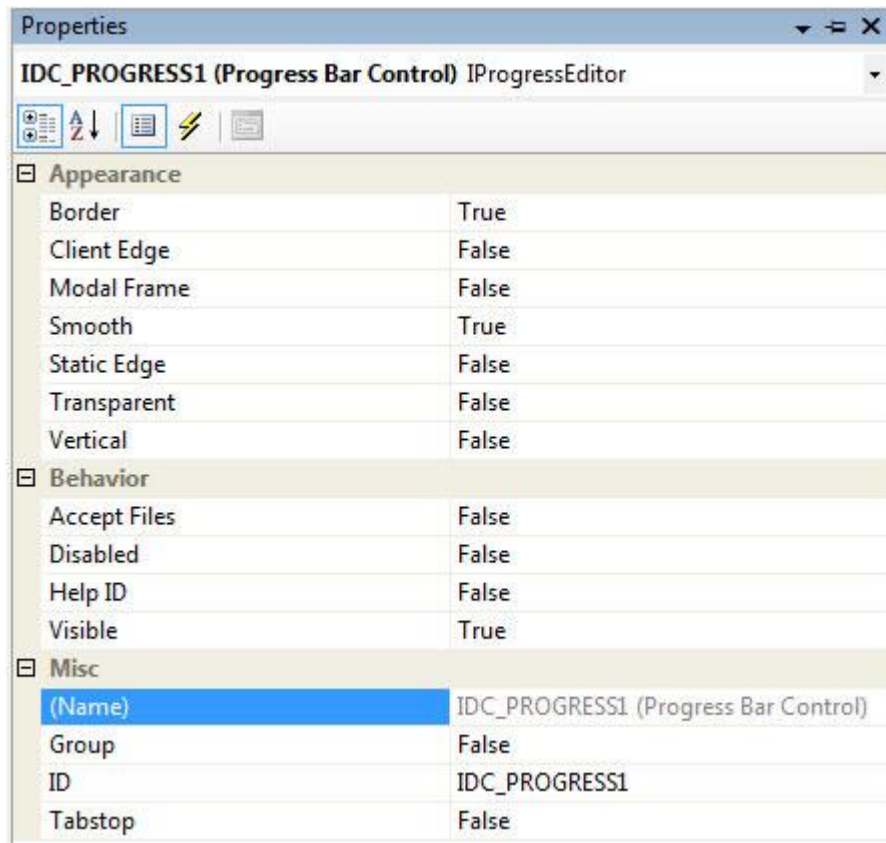 Properties
IDC_PROGRESS1 (Progress Bar Control) IProgressEditor
A Z
Appearance
Border True
Client Edge False
Modal Frame False
Smooth True
Static Edge False
Transparent False
Vertical False
Behavior
Accept Files False
Disabled False
Help ID False
Visible True
Misc
(Name) IDC_PROGRESS1 (Progress Bar Control)
Group False
ID IDC_PROGRESS1
Tabstop False